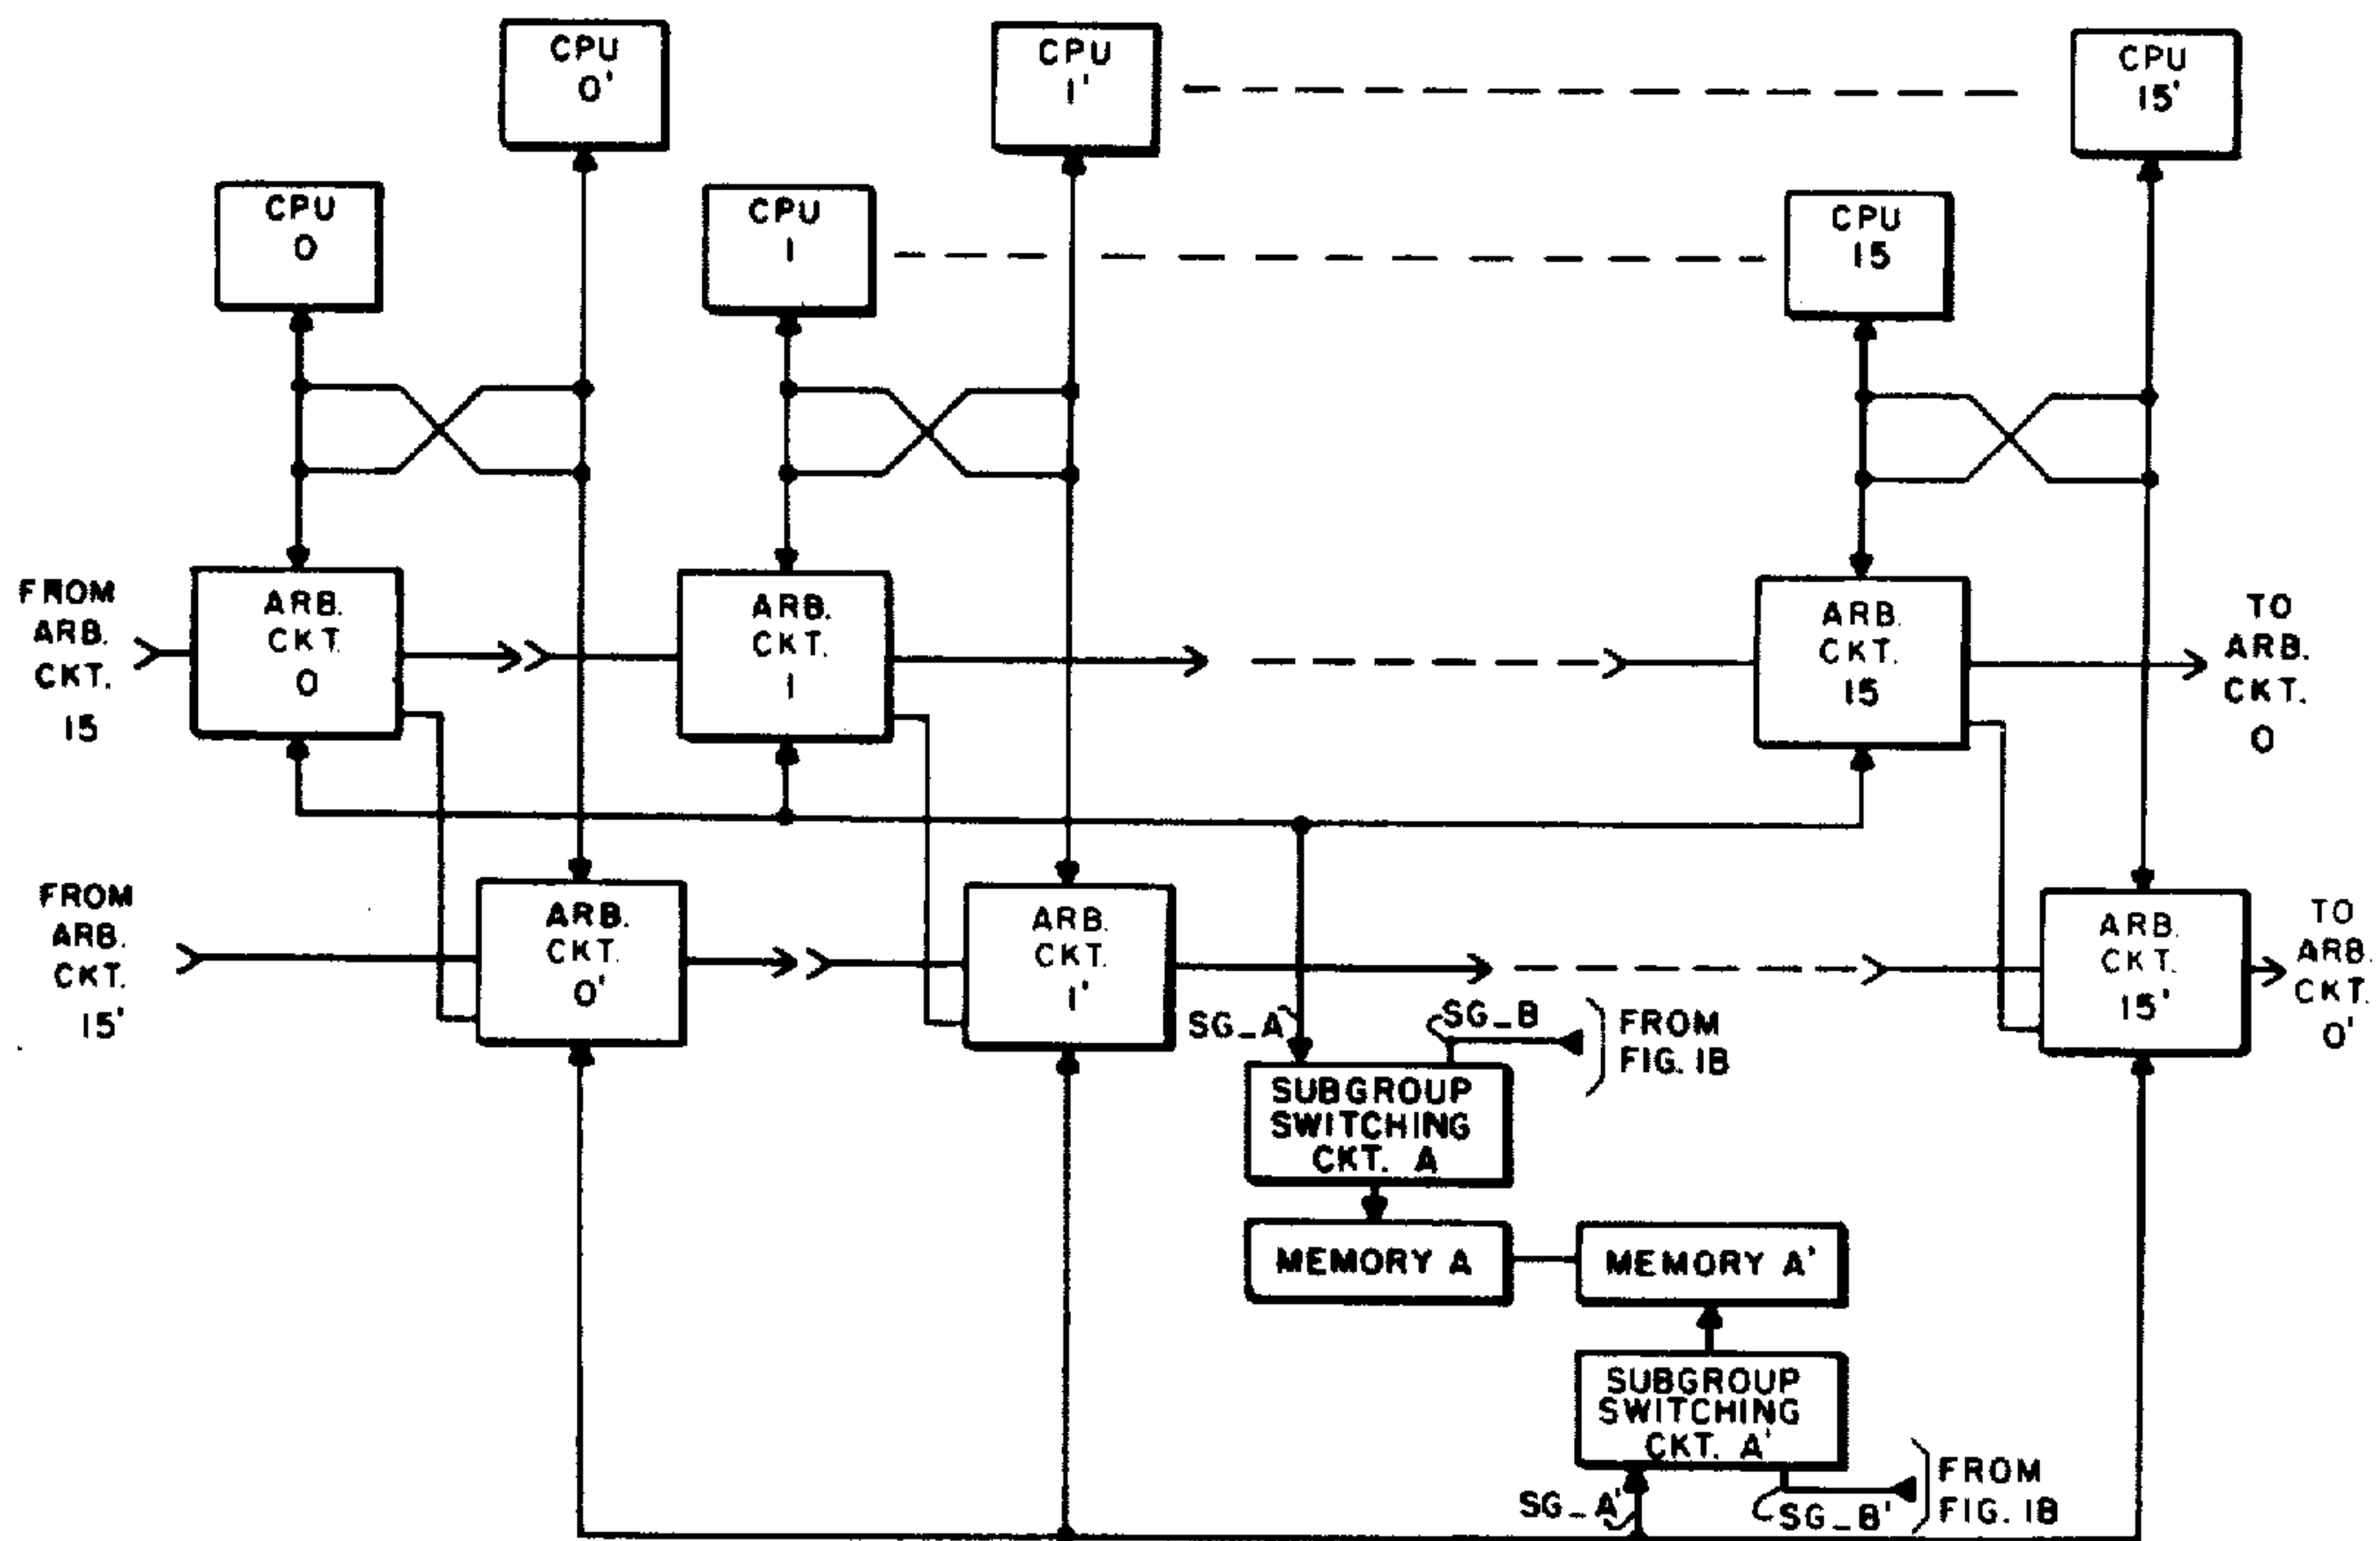 CPU
0'
CPU
1'
CPU
15'
CPU
0
CPU
1
CPU
15
FROM
ARB.
CKT.
15
ARB.
CKT.
0
ARB.
CKT.
1
ARB.
CKT.
15
TO
ARB.
CKT.
0
FROM
ARB.
CKT.
15'
ARB.
CKT.
0'
ARB.
CKT.
1'
ARB.
CKT.
15'
TO
ARB.
CKT.
0'
SG_A
SG_B
FROM
FIG. 1B
SUBGROUP
SWITCHING
CKT. A
MEMORY A
MEMORY A'
SUBGROUP
SWITCHING
CKT. A'
SG_A'
SG_B'
FROM
FIG. 1B